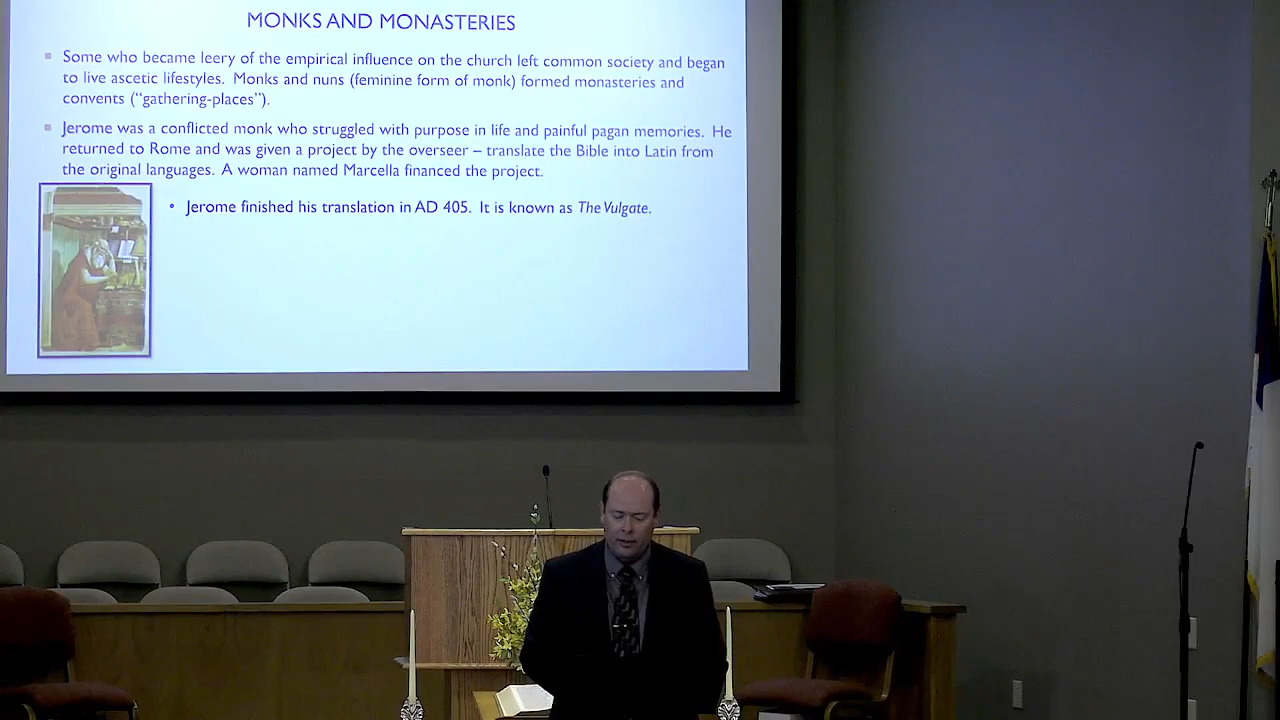 MONKS AND MONASTERIES
Some who became leery of the empirical influence on the church left common society and began
to live ascetic lifestyles. Monks and nuns (feminine form of monk) formed monasteries and
convents ("gathering-places").
Jerome was a conflicted monk who struggled with purpose in life and painful pagan memories. He
returned to Rome and was given a project by the overseer – translate the Bible into Latin from
the original languages. A woman named Marcella financed the project.
• Jerome finished his translation in AD 405. It is known as The Vulgate.